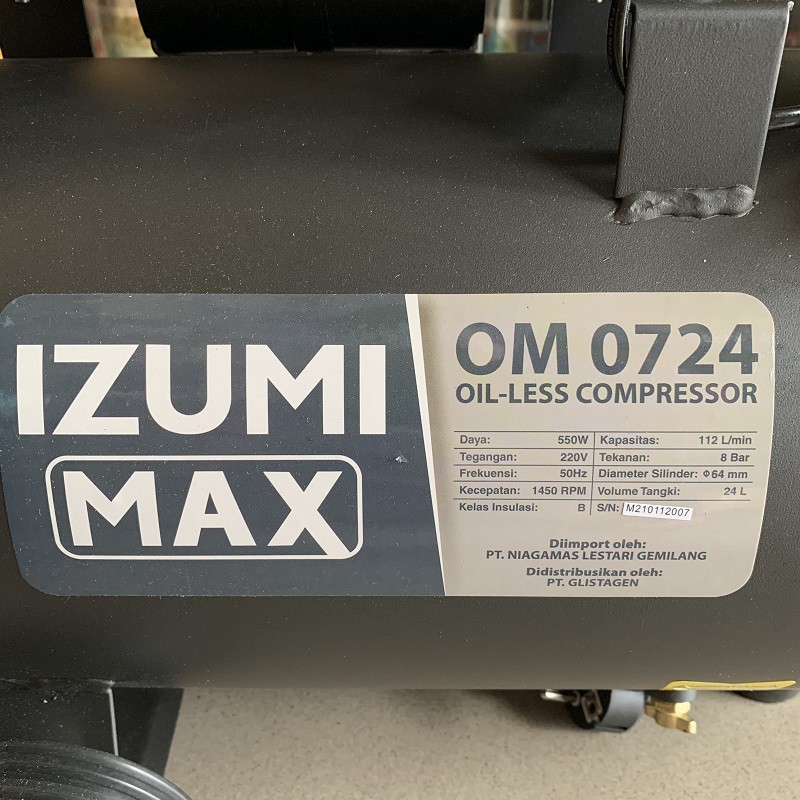 IZUMI
MAX
OM 0724
OIL-LESS COMPRESSOR
Daya: 550W Kapasitas: 112 L/min
Tegangan: 220V Tekanan: 8 Bar
Frekuensi: 50Hz Diameter Silinder: Φ64 mm
Kecepatan: 1450 RPM Volume Tangki: 24 L
Kelas Insulasi: B S/N: M210112007
Diimport oleh:
PT. NIAGAMAS LESTARI GEMILANG
Didistribusikan oleh:
PT. GLISTAGEN